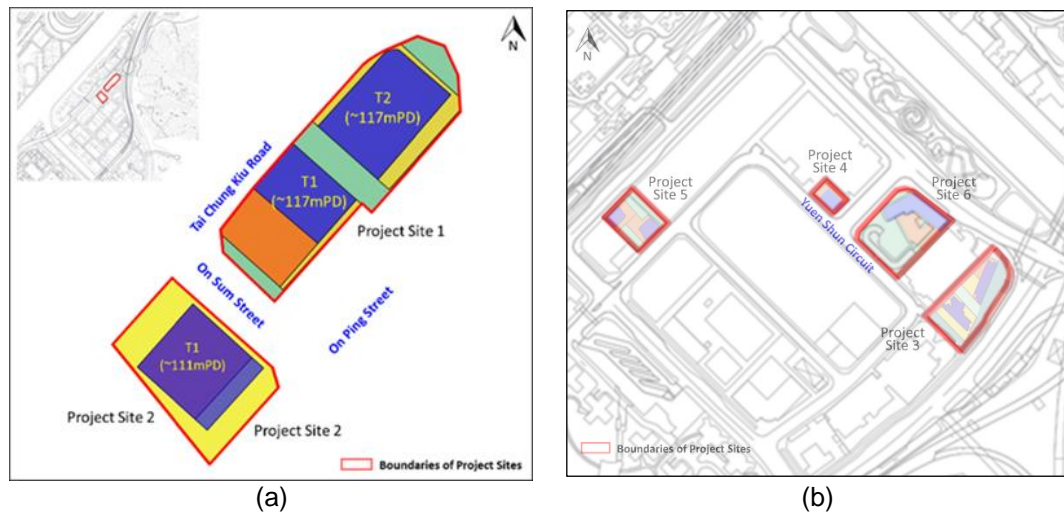 N
T2
(~117mPD)
Tai Chung Kiu Road
T1
(~117mPD)
Project Site 1
On Sum Street
On Ping Street
T1
(~111mPD)
Project Site 2
Project Site 2
Boundaries of Project Sites
(a)
N
Project
Site 5
Project
Site 4
Project
Site 6
Yuen Shun Circuit
Project
Site 3
Boundaries of Project Sites
(b)